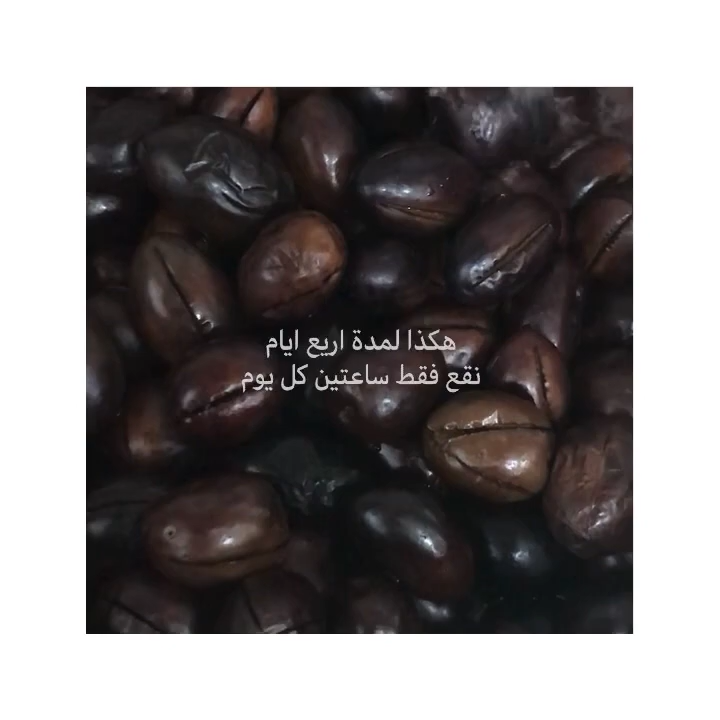 هكذا لمدة اربع ايام
نقع فقط ساعتين كل يوم